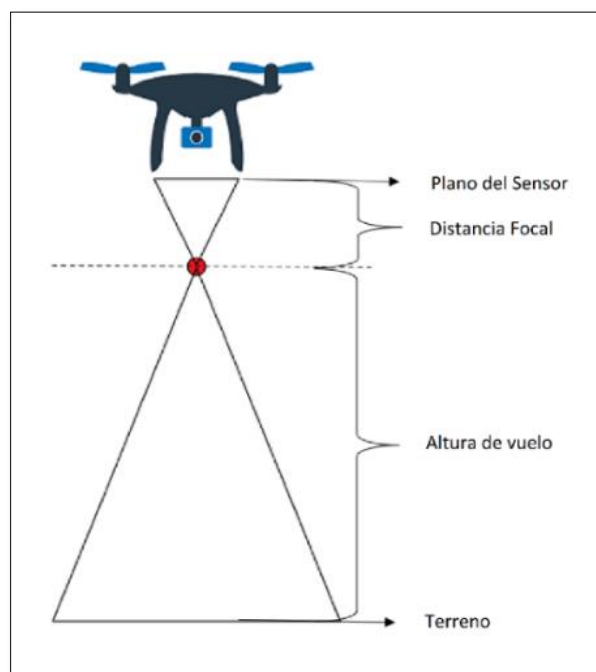 Plano del Sensor
Distancia Focal
Altura de vuelo
Terreno